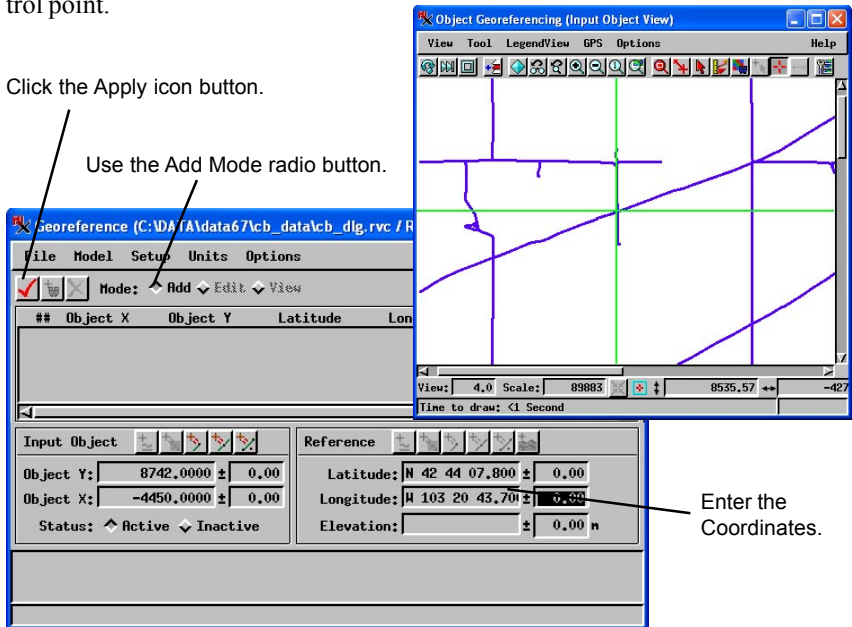 trol point.
Click the Apply icon button.
Use the Add Mode radio button.
Object Georeferencing (Input Object View)
View Tool LegendView GPS Options Help
View: 4.0 Scale: 89883 8535.57 -427
Time to draw: <1 Second
Georeference (C:\DATA\data67\cb_data\cb_dlg.rvc / R
File Model Setup Units Options
Mode: Add Edit View
## Object X Object Y Latitude Lon
Input Object Reference
Object Y: 8742.0000 ± 0.00 Latitude: N 42 44 07.800 ± 0.00
Object X: -4450.0000 ± 0.00 Longitude: W 103 20 43.70 ± 0.00
Status: Active Inactive Elevation: ± 0.00 m
Enter the
Coordinates.